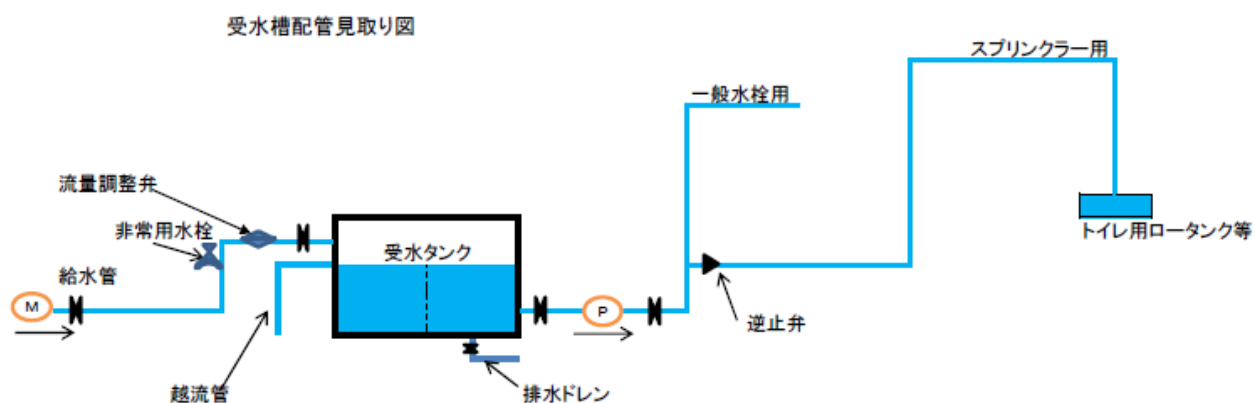 受水槽配管見取り図
スプリンクラー用
一般水栓用
流量調整弁
非常用水栓
受水タンク
トイレ用ロータンク等
給水管
M
P
逆止弁
越流管
排水ドレン